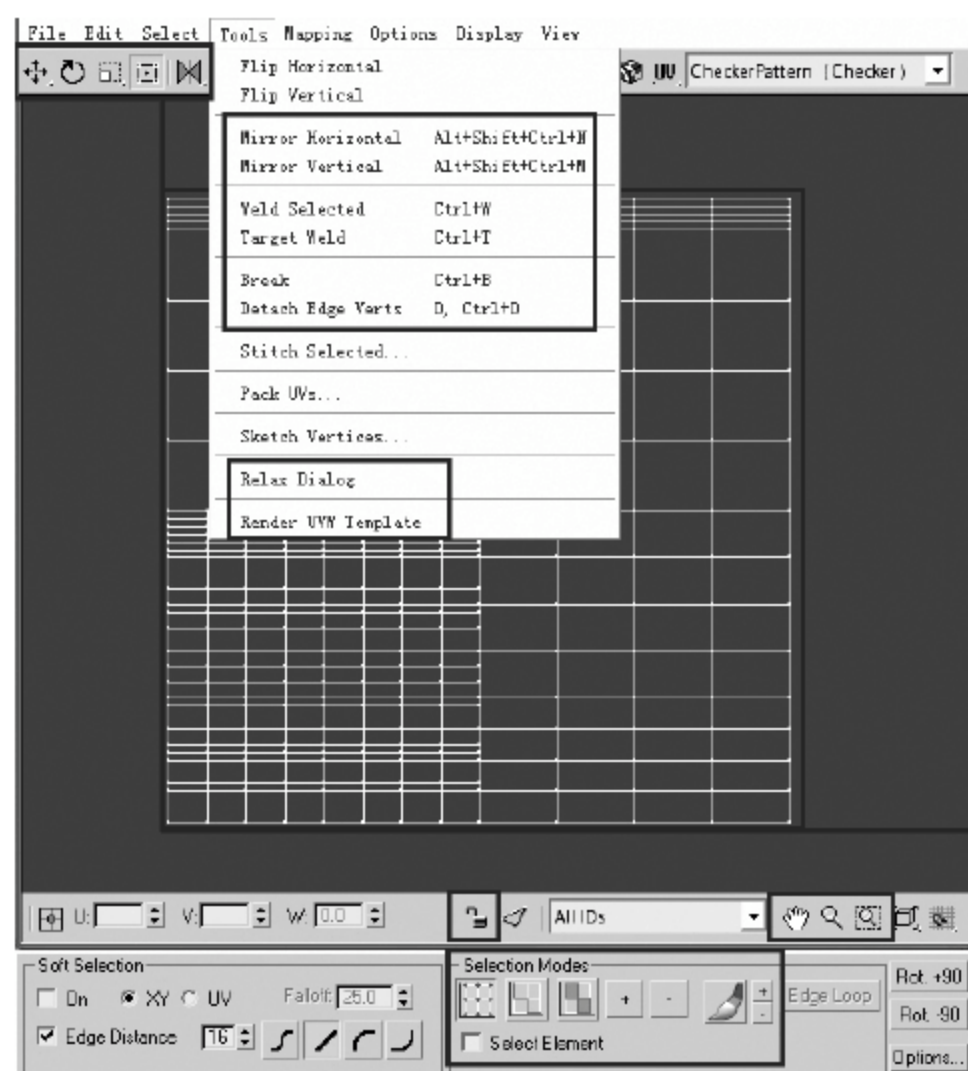 File Edit Select Tools Mapping Options Display View
UV CheckerPattern (Checker)
Flip Horizontal
Flip Vertical
Mirror Horizontal Alt+Shift+Ctrl+N
Mirror Vertical Alt+Shift+Ctrl+M
Weld Selected Ctrl+W
Target Weld Ctrl+T
Break Ctrl+B
Detach Edge Verts D, Ctrl+D
Stitch Selected...
Pack UVs...
Sketch Vertices...
Relax Dialog
Render UVW Template
U: V: W: 0.0 All IDs
Soft Selection
On XY UV Falloff: 25.0
Edge Distance 16
Selection Modes
+ - + -
Select Element
Edge Loop
Rot. +90
Rot. -90
Options...